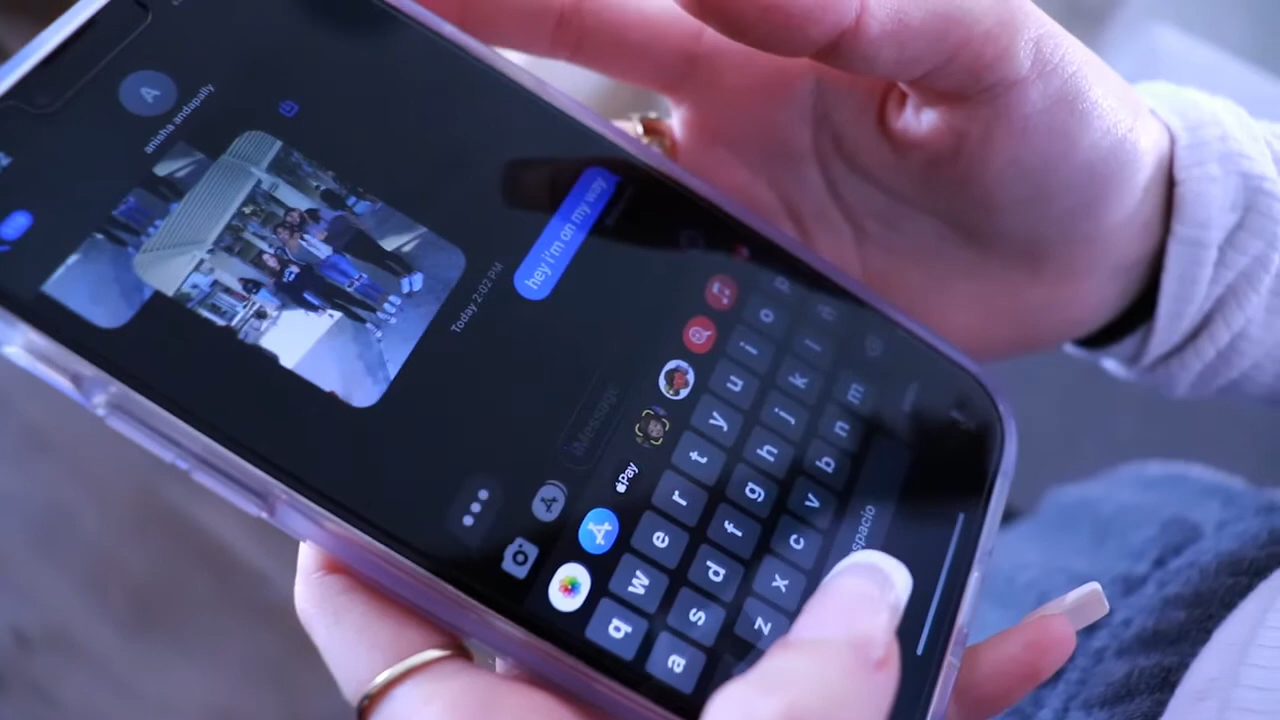 A
anisha andapally
Today 2:02 PM
hey i'm on my way
iMessage
Pay
q w e r t y u i o p
a s d f g h j k l
z x c v b n m
espacio